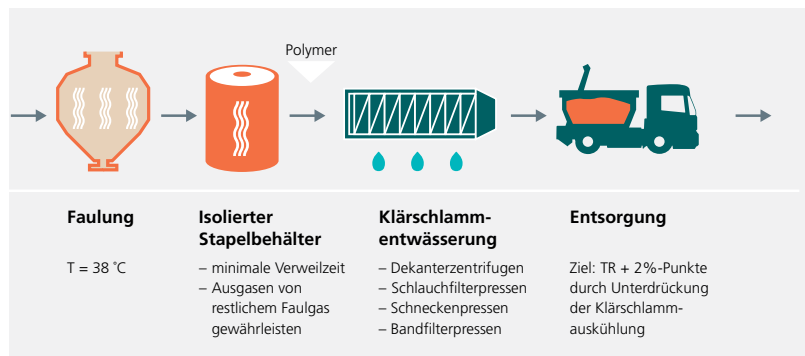 Polymer
Faulung
T = 38 °C
Isolierter
Stapelbehälter
– minimale Verweilzeit
– Ausgasen von
restlichem Faulgas
gewährleisten
Klärschlamm-
entwässerung
– Dekanterzentrifugen
– Schlauchfilterpressen
– Schneckenpressen
– Bandfilterpressen
Entsorgung
Ziel: TR + 2%-Punkte
durch Unterdrückung
der Klärschlamm-
auskühlung